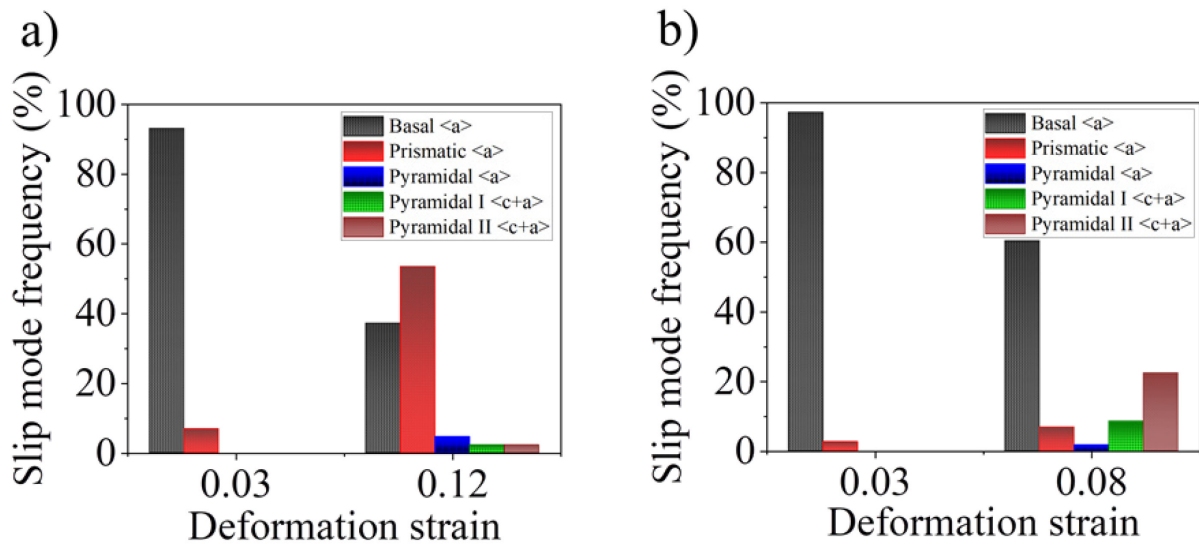 a)
Slip mode frequency (%)
100
80
60
40
20
0
Basal <a>
Prismatic <a>
Pyramidal <a>
Pyramidal I <c+a>
Pyramidal II <c+a>
0.03
0.12
Deformation strain
b)
Slip mode frequency (%)
100
80
60
40
20
0
Basal <a>
Prismatic <a>
Pyramidal <a>
Pyramidal I <c+a>
Pyramidal II <c+a>
0.03
0.08
Deformation strain